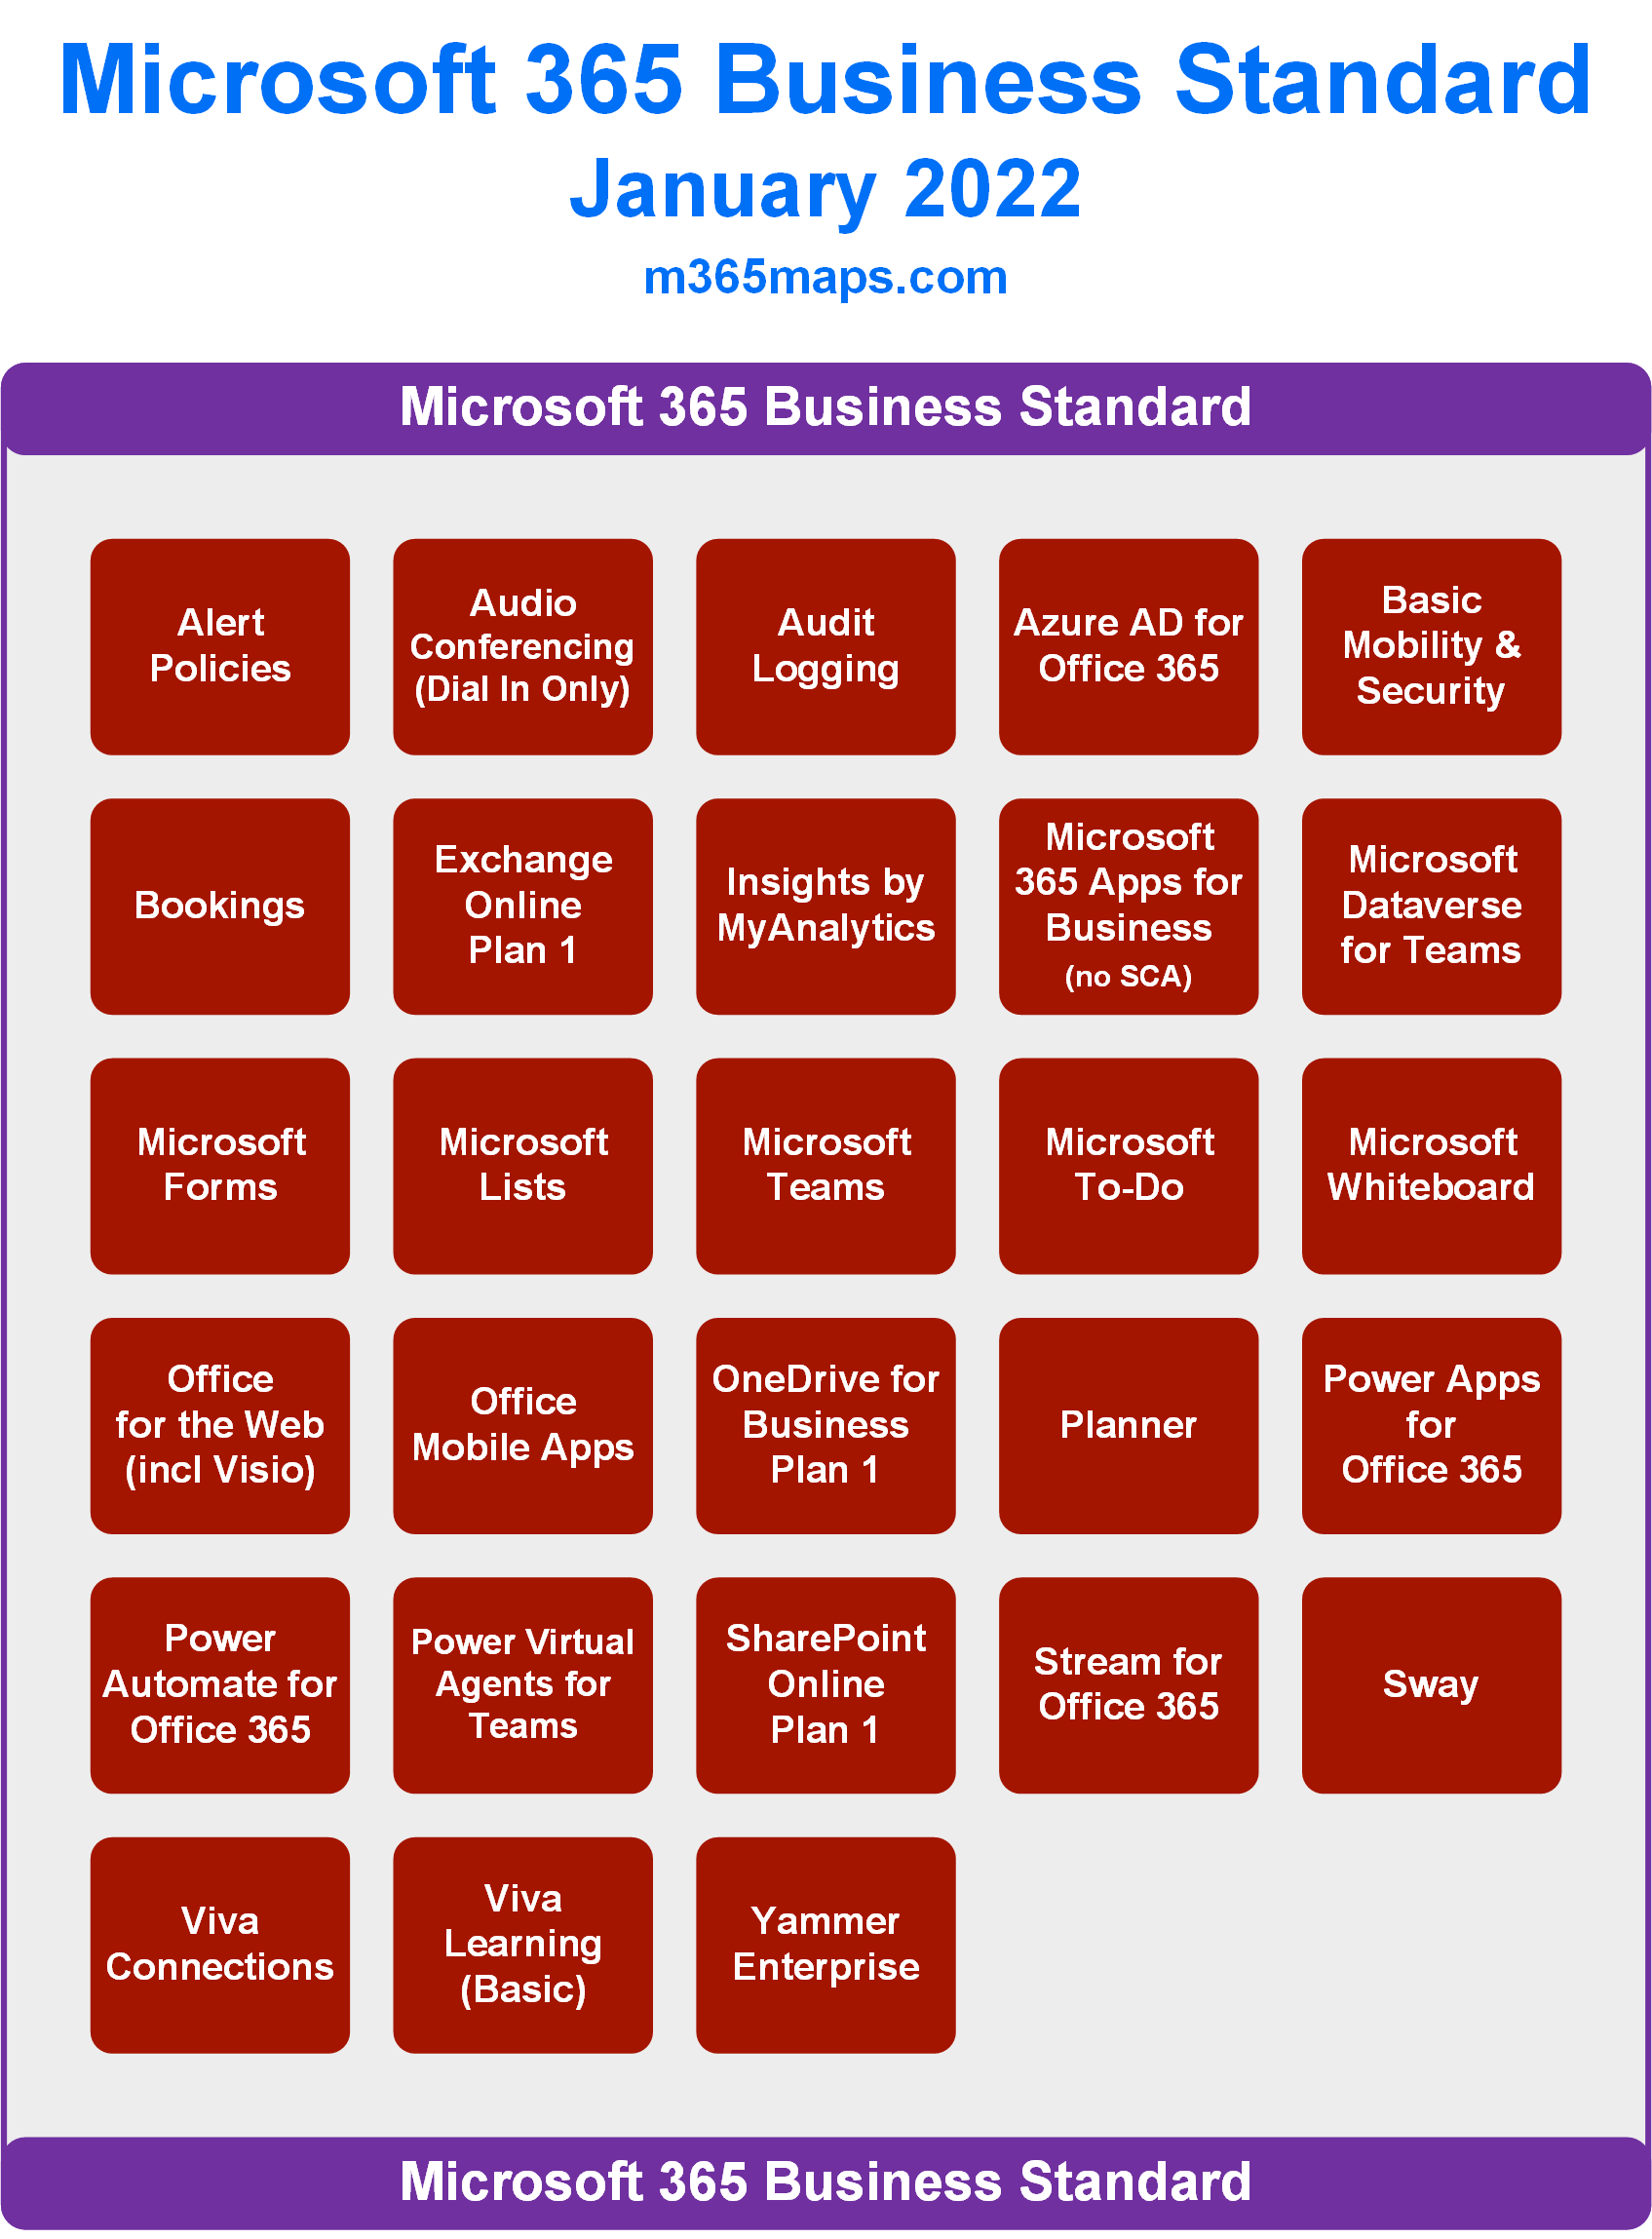 Microsoft 365 Business Standard
January 2022
m365maps.com
Microsoft 365 Business Standard
Alert
Policies
Audio
Conferencing
(Dial In Only)
Audit
Logging
Azure AD for
Office 365
Basic
Mobility &
Security
Bookings
Exchange
Online
Plan 1
Insights by
MyAnalytics
Microsoft
365 Apps for
Business
(no SCA)
Microsoft
Dataverse
for Teams
Microsoft
Forms
Microsoft
Lists
Microsoft
Teams
Microsoft
To-Do
Microsoft
Whiteboard
Office
for the Web
(incl Visio)
Office
Mobile Apps
OneDrive for
Business
Plan 1
Planner
Power Apps
for
Office 365
Power
Automate for
Office 365
Power Virtual
Agents for
Teams
SharePoint
Online
Plan 1
Stream for
Office 365
Sway
Viva
Connections
Viva
Learning
(Basic)
Yammer
Enterprise
Microsoft 365 Business Standard